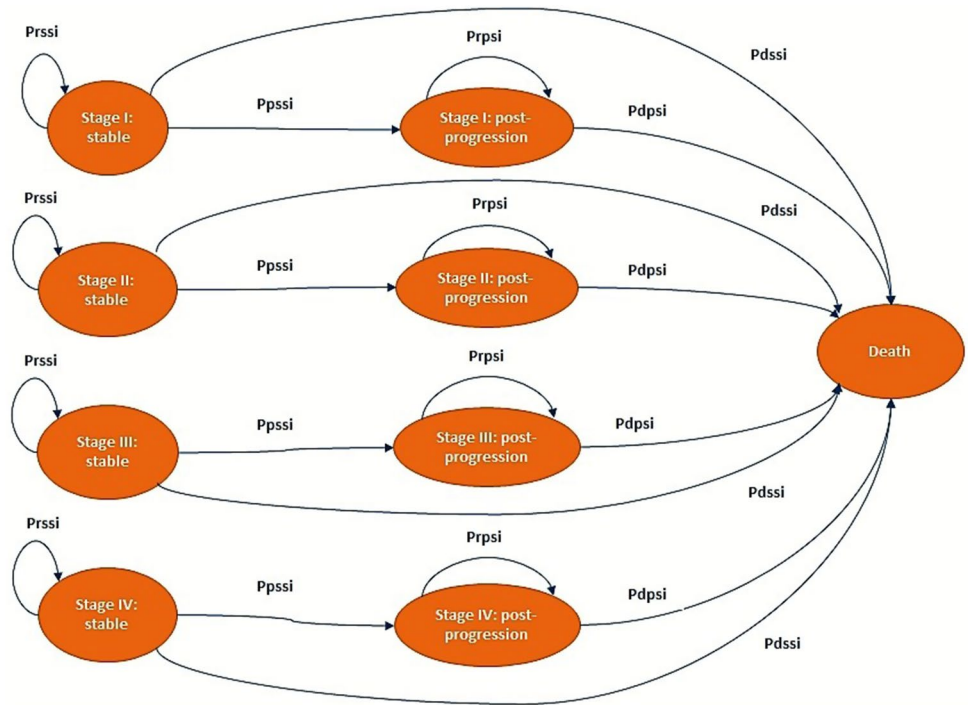 Prssi
Prpsi
Pdssi
Stage I:
stable
Ppssi
Stage I: post-
progression
Pdpsi
Prssi
Prpsi
Pdssi
Stage II:
stable
Ppssi
Stage II: post-
progression
Pdpsi
Death
Prssi
Prpsi
Stage III:
stable
Ppssi
Stage III: post-
progression
Pdpsi
Pdssi
Prssi
Prpsi
Stage IV:
stable
Ppssi
Stage IV: post-
progression
Pdpsi
Pdssi